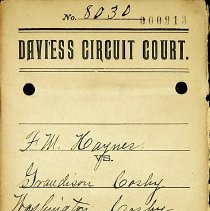 No. 8030
000913
DAVIESS CIRCUIT COURT.
F. M. Haynes
VS.
Grandison Cosby
Washington Cosby